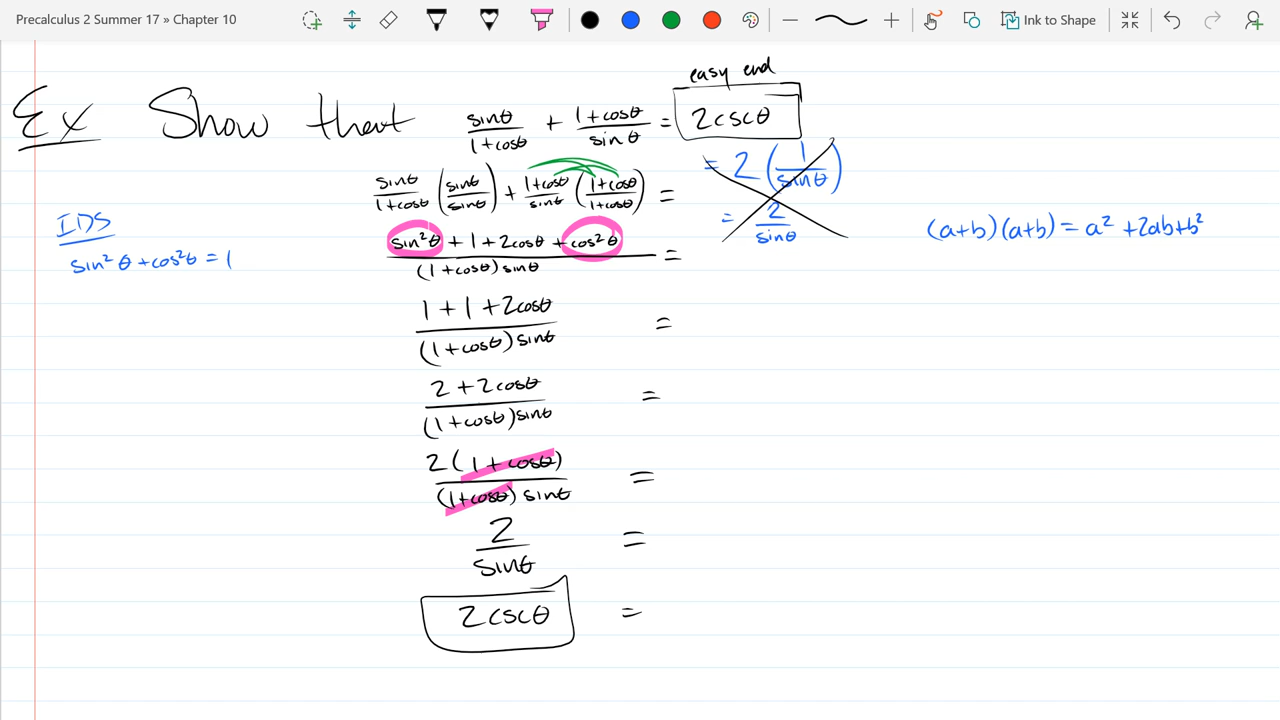 Precalculus 2 Summer 17 » Chapter 10
Ink to Shape
easy end
Ex Show that sinθ/(1+cosθ) + (1+cosθ)/sinθ = 2cscθ
sinθ/(1+cosθ) (sinθ/sinθ) + (1+cosθ)/sinθ ((1+cosθ)/(1+cosθ)) =
= 2(1/sinθ)
= 2/sinθ
IDS
sin²θ + cos²θ = 1
(a+b)(a+b) = a² + 2ab + b²
(sin²θ + 1 + 2cosθ + cos²θ)/((1+cosθ)sinθ) =
(1 + 1 + 2cosθ)/((1+cosθ)sinθ) =
(2 + 2cosθ)/((1+cosθ)sinθ) =
2(1+cosθ)/((1+cosθ)sinθ) =
2/sinθ =
2cscθ =